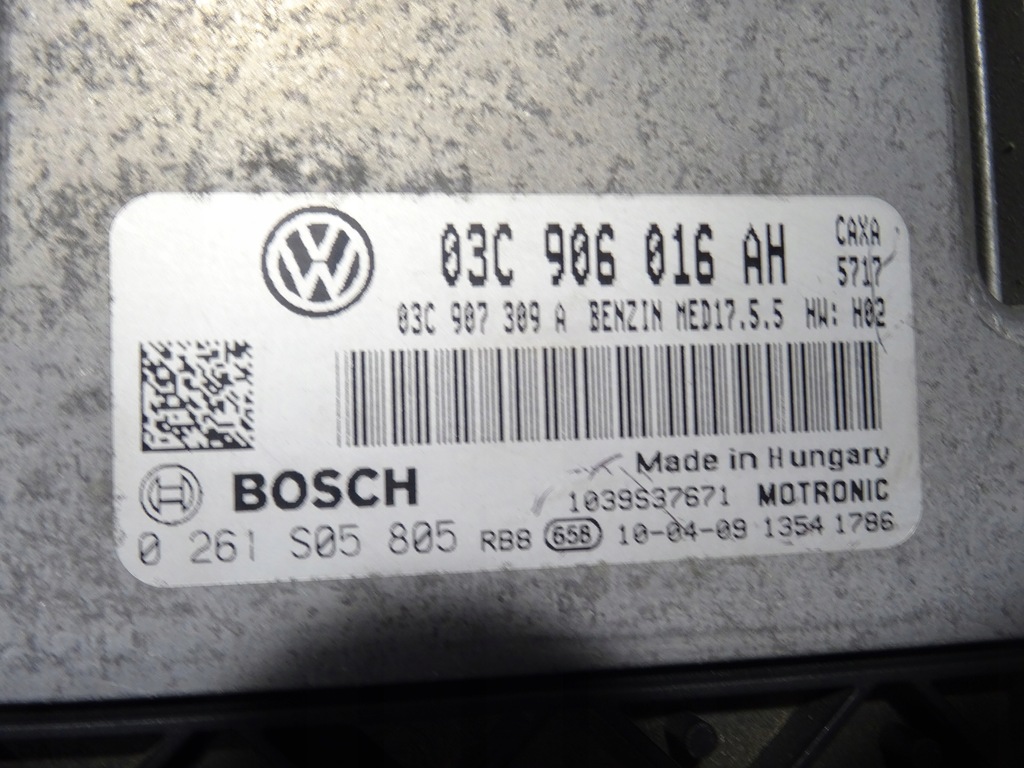 03C 906 016 AH CAXA
5717
03C 907 309 A BENZIN MED17.5.5 HW: H02
Made in Hungary
BOSCH
1039S37671 MOTRONIC
0 261 S05 805 RB8 658 10-04-09 1354 1786